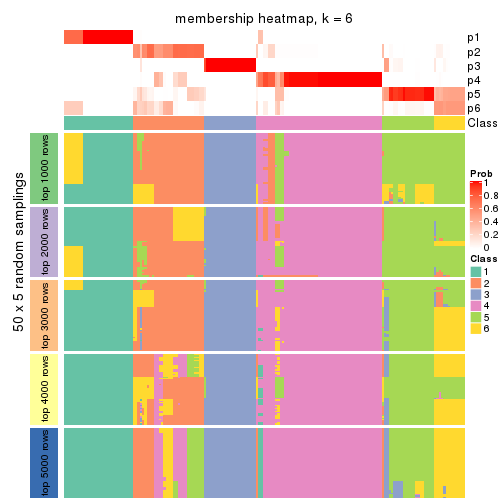 membership heatmap, k = 6
p1
p2
p3
p4
p5
p6
Class
50 x 5 random samplings
top 1000 rows
top 2000 rows
top 3000 rows
top 4000 rows
top 5000 rows
Prob
1
0.8
0.6
0.4
0.2
0
Class
1
2
3
4
5
6